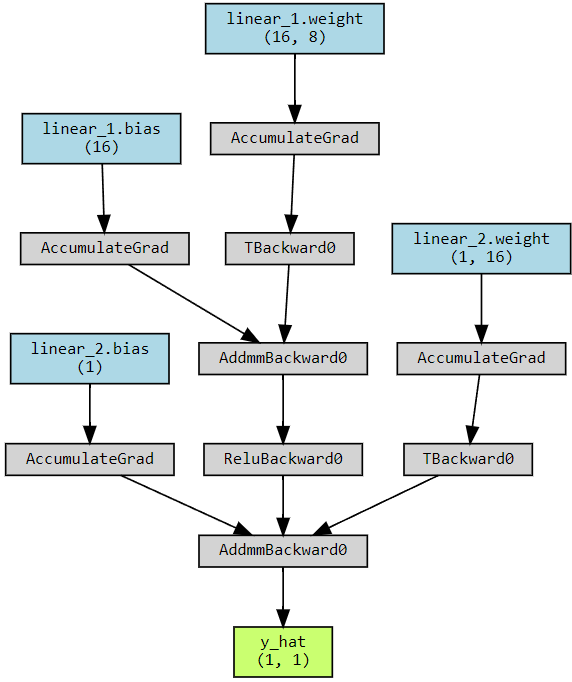 linear_1.weight
(16, 8)
linear_1.bias
(16)
AccumulateGrad
AccumulateGrad
TBackward0
linear_2.weight
(1, 16)
linear_2.bias
(1)
AddmmBackward0
AccumulateGrad
AccumulateGrad
ReluBackward0
TBackward0
AddmmBackward0
y_hat
(1, 1)